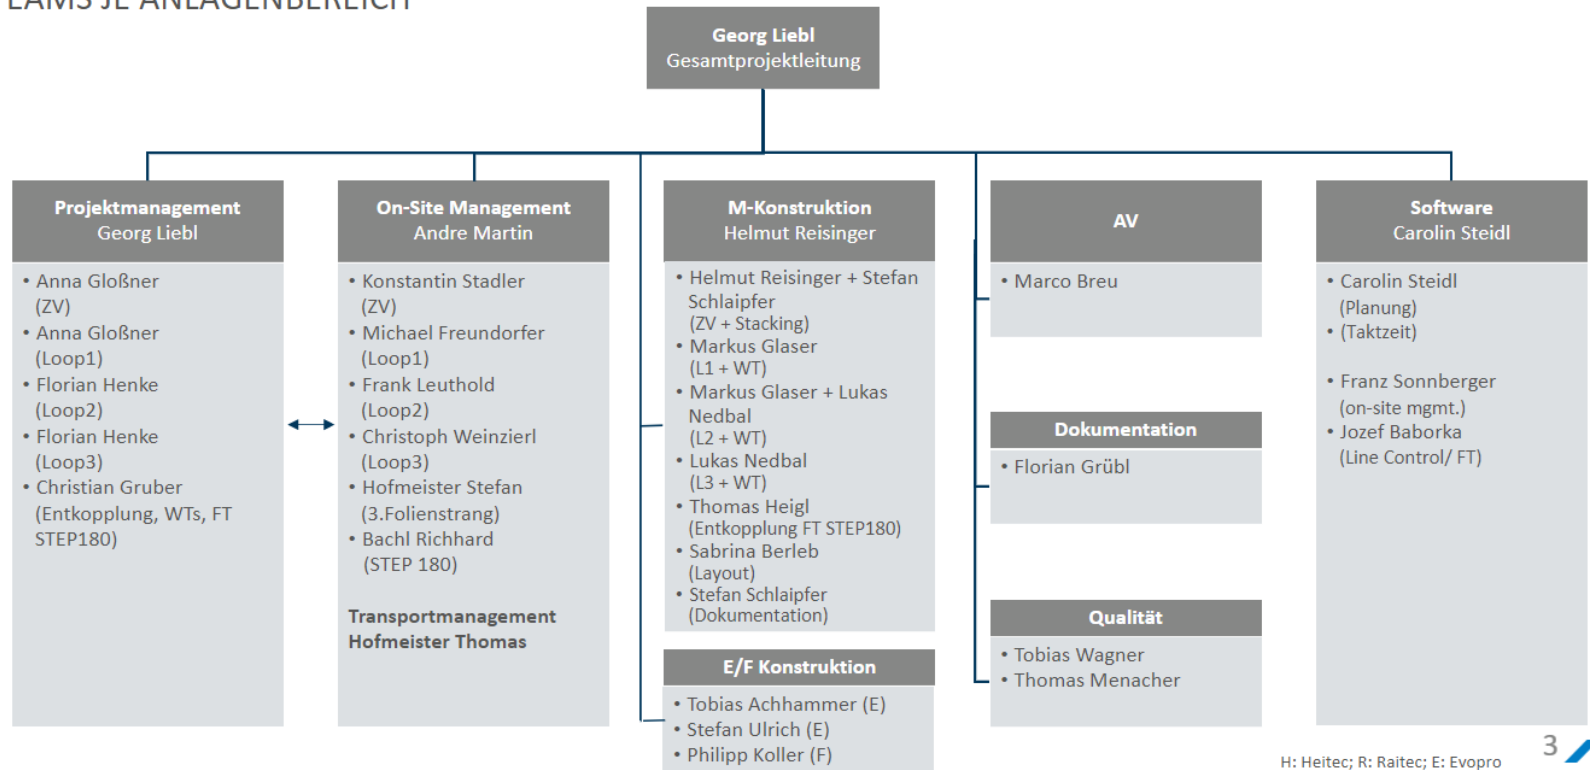 EAMS JE ANLAGENBEREICH
Georg Liebl
Gesamtprojektleitung
Projektmanagement
Georg Liebl
• Anna Gloßner
(ZV)
• Anna Gloßner
(Loop1)
• Florian Henke
(Loop2)
• Florian Henke
(Loop3)
• Christian Gruber
(Entkopplung, WTs, FT
STEP180)
On-Site Management
Andre Martin
• Konstantin Stadler
(ZV)
• Michael Freundorfer
(Loop1)
• Frank Leuthold
(Loop2)
• Christoph Weinzierl
(Loop3)
• Hofmeister Stefan
(3.Folienstrang)
• Bachl Richhard
(STEP 180)
Transportmanagement
Hofmeister Thomas
M-Konstruktion
Helmut Reisinger
• Helmut Reisinger + Stefan
Schlaipfer
(ZV + Stacking)
• Markus Glaser
(L1 + WT)
• Markus Glaser + Lukas
Nedbal
(L2 + WT)
• Lukas Nedbal
(L3 + WT)
• Thomas Heigl
(Entkopplung FT STEP180)
• Sabrina Berleb
(Layout)
• Stefan Schlaipfer
(Dokumentation)
E/F Konstruktion
• Tobias Achhammer (E)
• Stefan Ulrich (E)
• Philipp Koller (F)
AV
• Marco Breu
Dokumentation
• Florian Grübl
Qualität
• Tobias Wagner
• Thomas Menacher
Software
Carolin Steidl
• Carolin Steidl
(Planung)
• (Taktzeit)
• Franz Sonnberger
(on-site mgmt.)
• Jozef Baborka
(Line Control/ FT)
H: Heitec; R: Raitec; E: Evopro
3